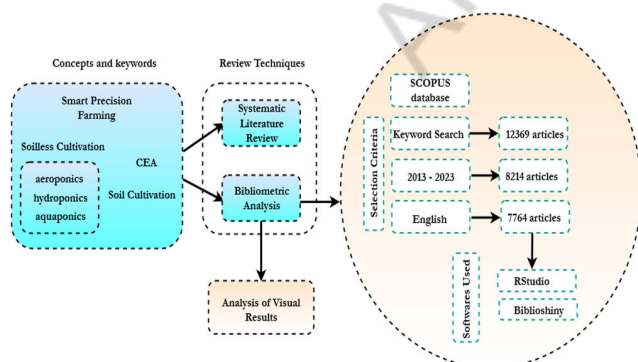 Concepts and keywords
Smart Precision
Farming
Soilless Cultivation
aeroponics
hydroponics
aquaponics
CEA
Soil Cultivation
Review Techniques
Systematic
Literature
Review
Bibliometric
Analysis
Analysis of Visual
Results
SCOPUS
database
Selection Criteria
Keyword Search
12369 articles
2013 - 2023
8214 articles
English
7764 articles
Softwares Used
RStudio
Biblioshiny